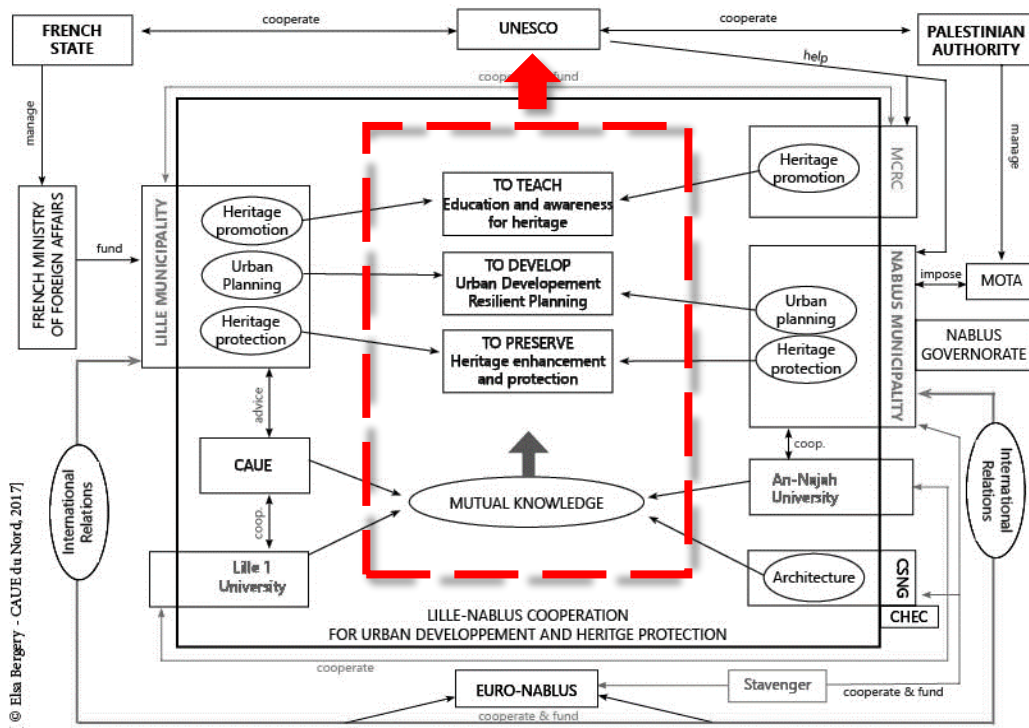 cooperate
cooperate
FRENCH
STATE
UNESCO
PALESTINIAN
AUTHORITY
help
manage
manage
MCRC
Heritage
promotion
TO TEACH
Education and awareness
for heritage
FRENCH MINISTRY
OF FOREIGN AFFAIRS
fund
LILLE MUNICIPALITY
Heritage
promotion
Urban
Planning
Heritage
protection
TO DEVELOP
Urban Developement
Resilient Planning
TO PRESERVE
Heritage enhancement
and protection
Urban
planning
Heritage
protection
NABLUS MUNICIPALITY
impose
MOTA
NABLUS
GOVERNORATE
advice
CAUE
coop.
MUTUAL KNOWLEDGE
coop.
An-Najah
University
International
Relations
International
Relations
Lille 1
University
Architecture
CSNG
CHEC
LILLE-NABLUS COOPERATION
FOR URBAN DEVELOPPEMENT AND HERITGE PROTECTION
cooperate
EURO-NABLUS
Stavenger
cooperate & fund
cooperate & fund
© Elsa Bergery - CAUE du Nord, 2017]